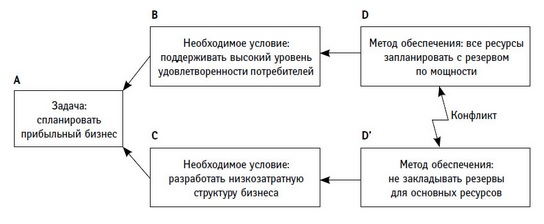 B
Необходимое условие:
поддерживать высокий уровень
удовлетворенности потребителей
D
Метод обеспечения: все ресурсы
запланировать с резервом
по мощности
A
Задача:
спланировать
прибыльный бизнес
Конфликт
C
Необходимое условие:
разработать низкозатратную
структуру бизнеса
D'
Метод обеспечения:
не закладывать резервы
для основных ресурсов